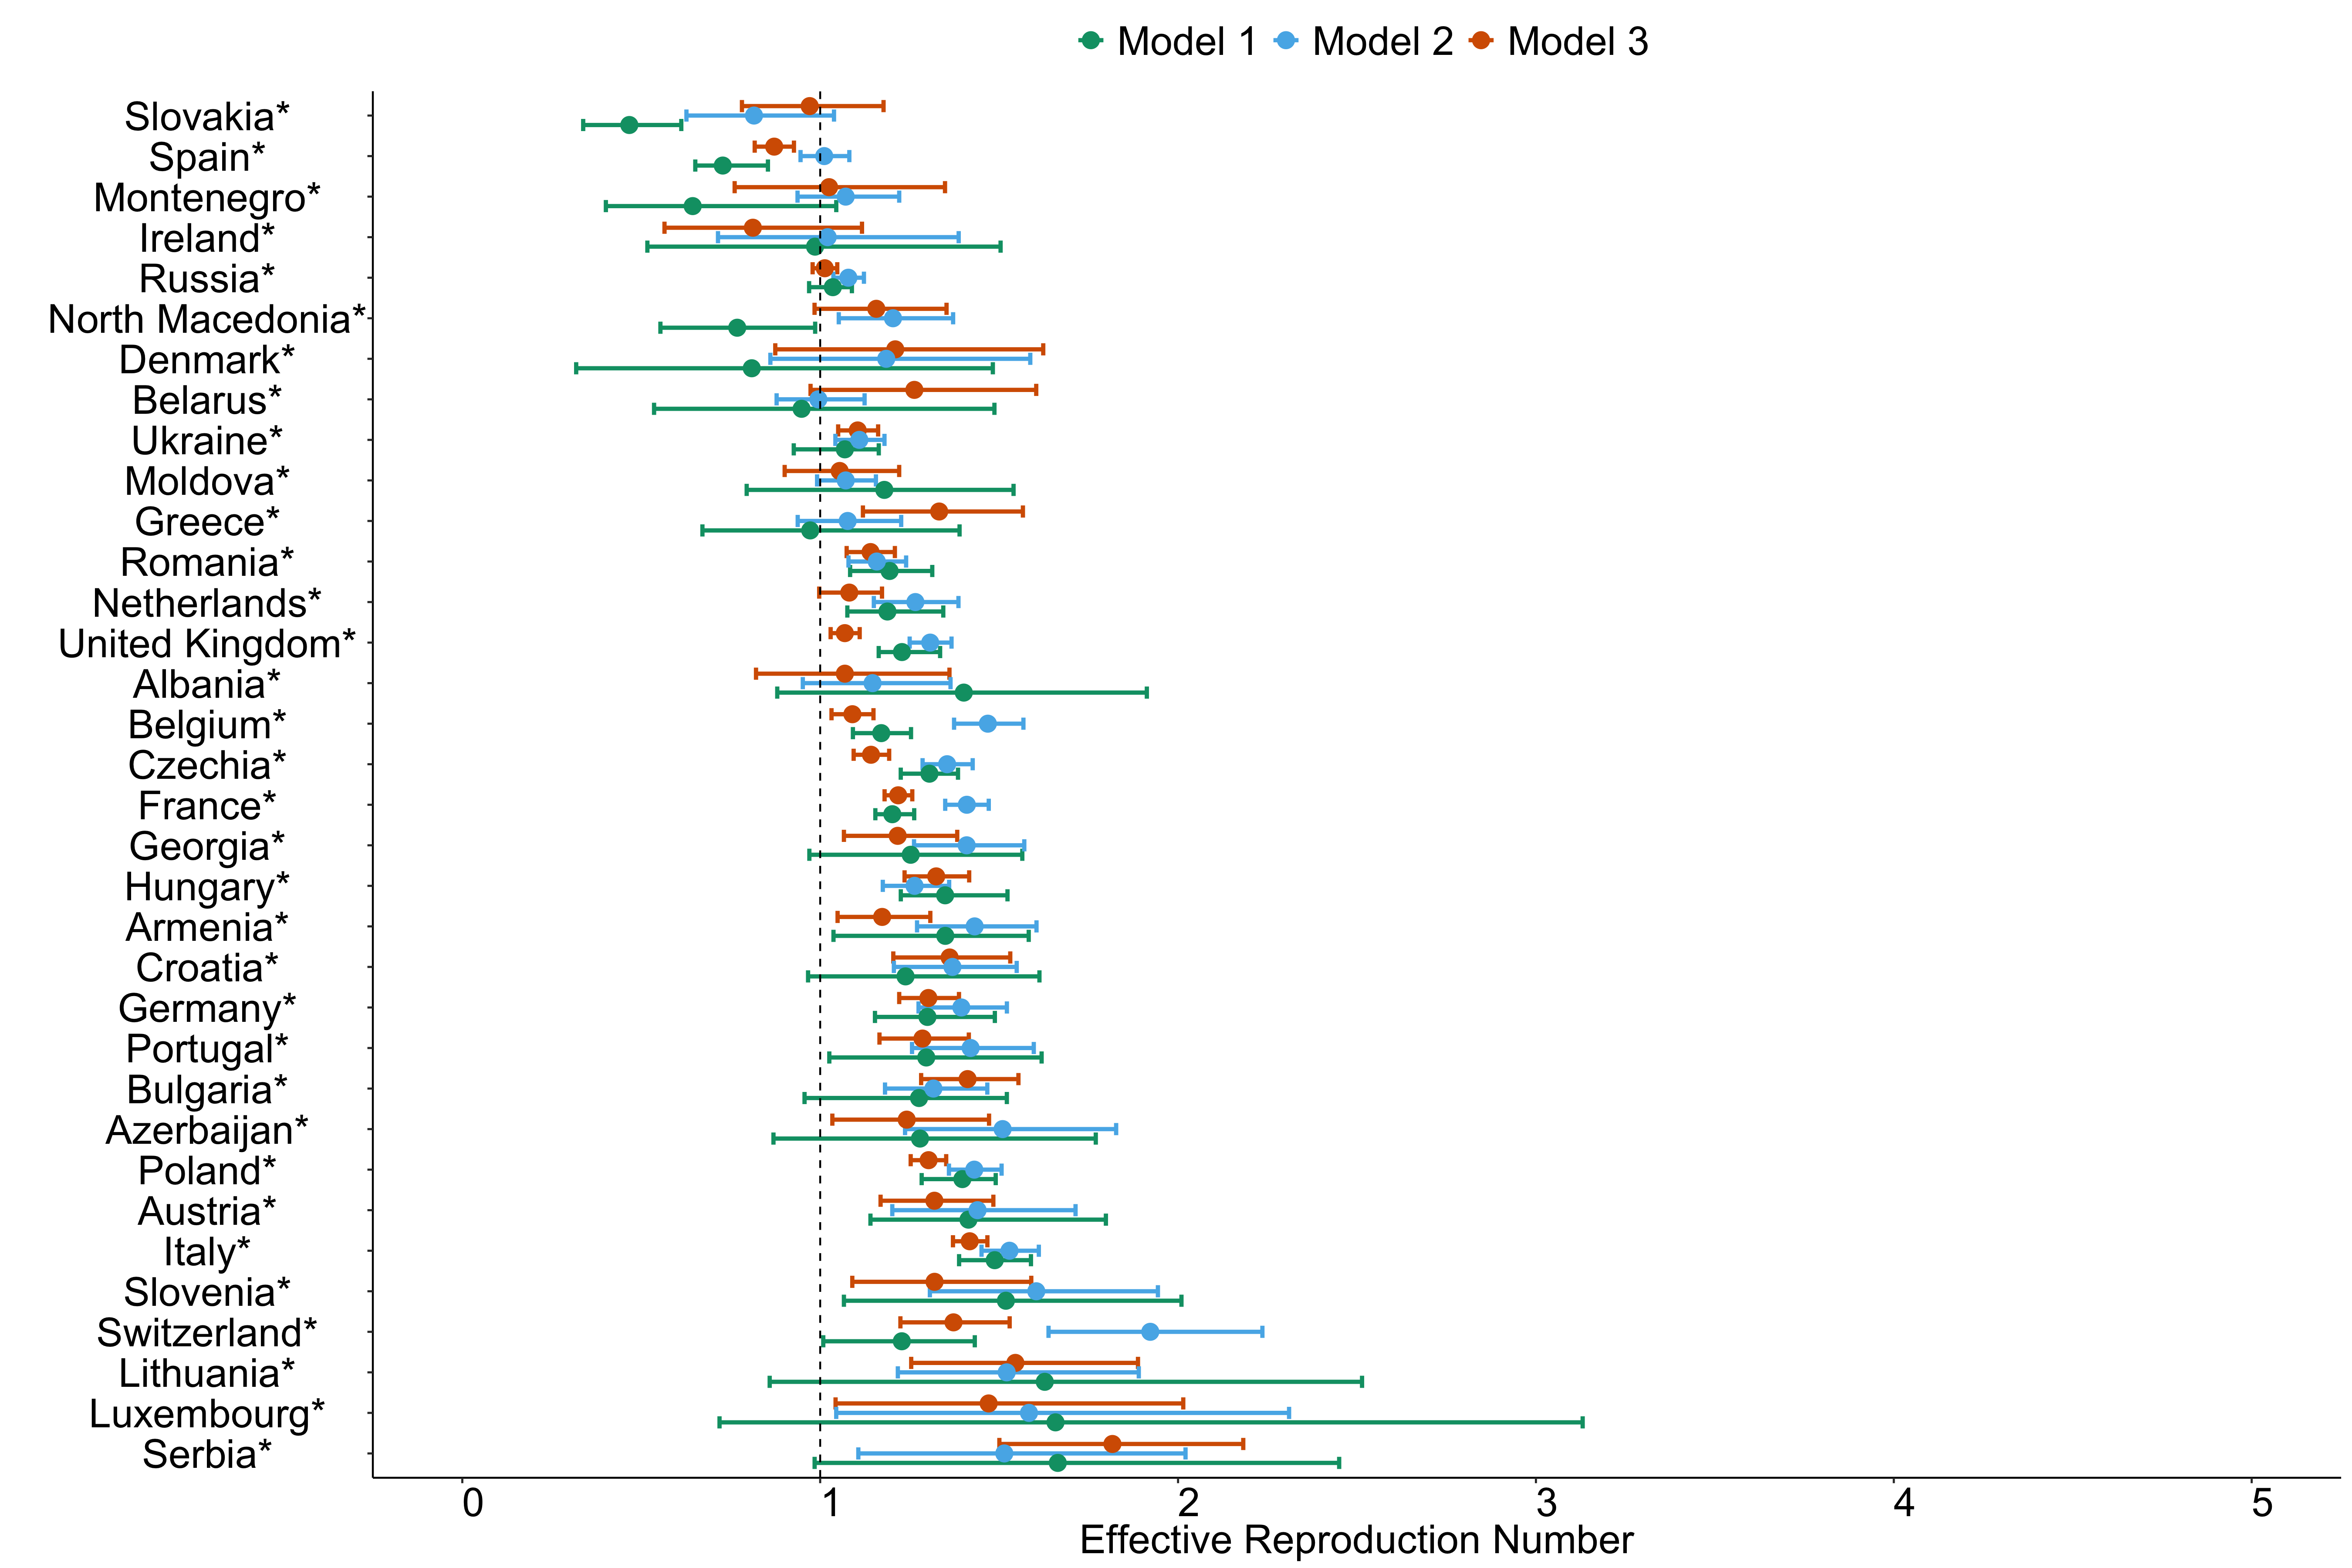 Model 1 Model 2 Model 3
Slovakia*
Spain*
Montenegro*
Ireland*
Russia*
North Macedonia*
Denmark*
Belarus*
Ukraine*
Moldova*
Greece*
Romania*
Netherlands*
United Kingdom*
Albania*
Belgium*
Czechia*
France*
Georgia*
Hungary*
Armenia*
Croatia*
Germany*
Portugal*
Bulgaria*
Azerbaijan*
Poland*
Austria*
Italy*
Slovenia*
Switzerland*
Lithuania*
Luxembourg*
Serbia*
0 1 2 3 4 5
Effective Reproduction Number